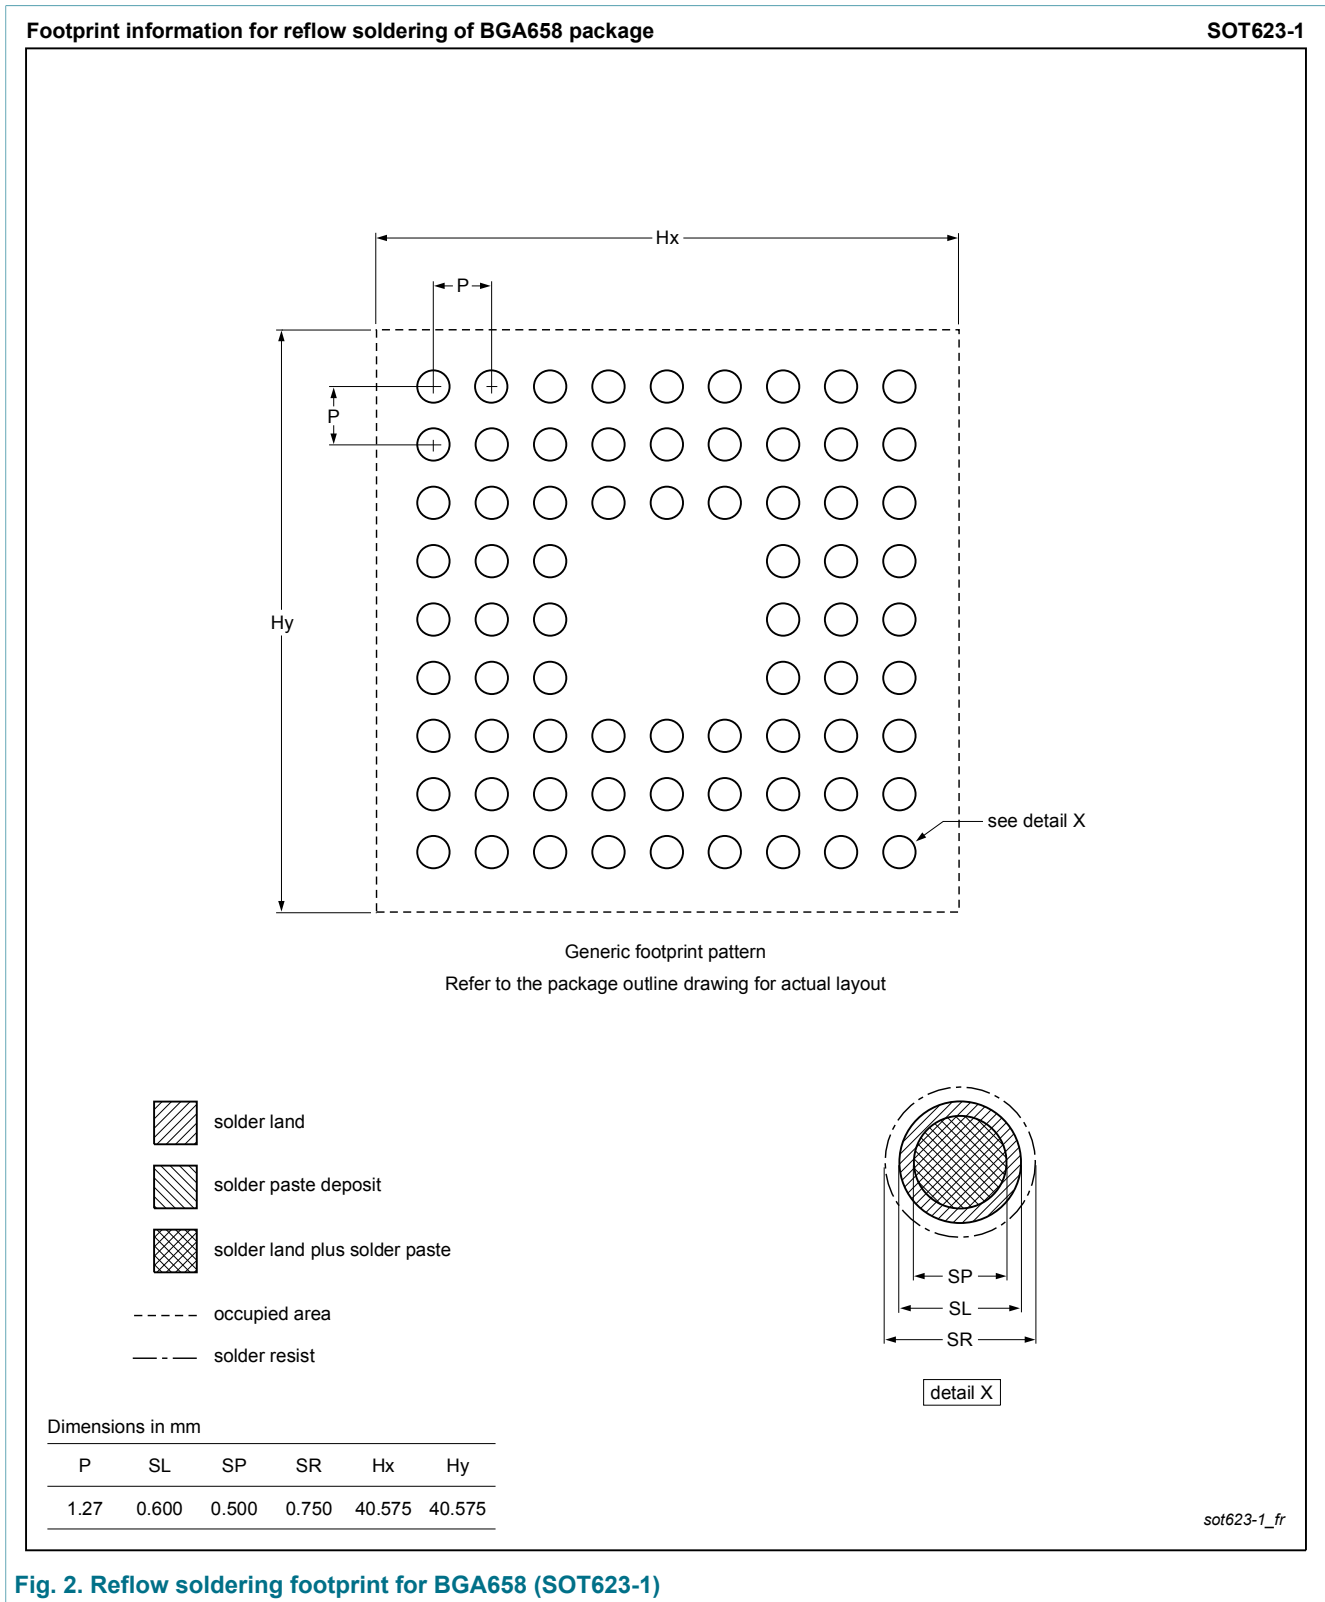 Footprint information for reflow soldering of BGA658 package SOT623-1
Hx
P
P
Hy
see detail X
Generic footprint pattern
Refer to the package outline drawing for actual layout
solder land
solder paste deposit
solder land plus solder paste
occupied area
solder resist
SP
SL
SR
detail X
Dimensions in mm
P SL SP SR Hx Hy
1.27 0.600 0.500 0.750 40.575 40.575
sot623-1_fr
Fig. 2. Reflow soldering footprint for BGA658 (SOT623-1)